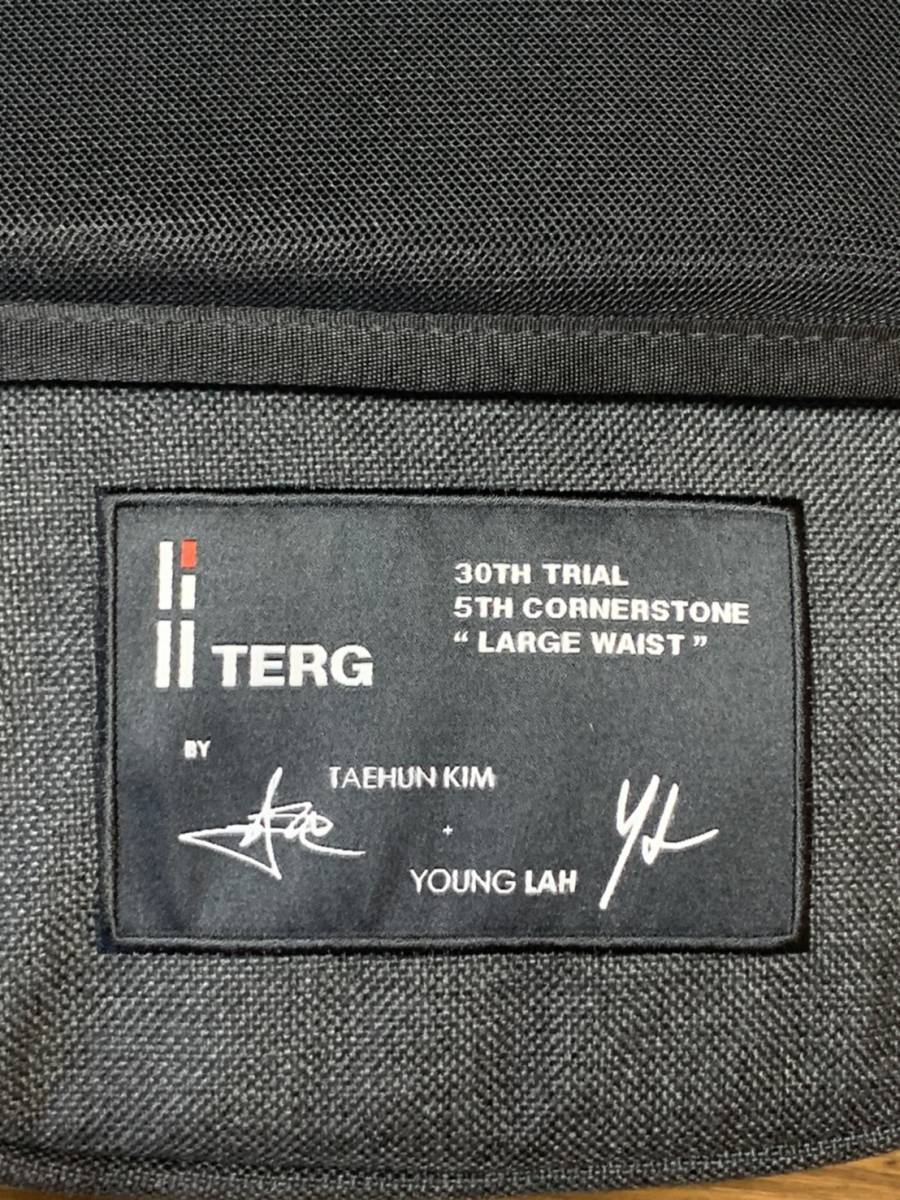 TERG
30TH TRIAL
5TH CORNERSTONE
“ LARGE WAIST ”
BY
TAEHUN KIM
+
YOUNG LAH